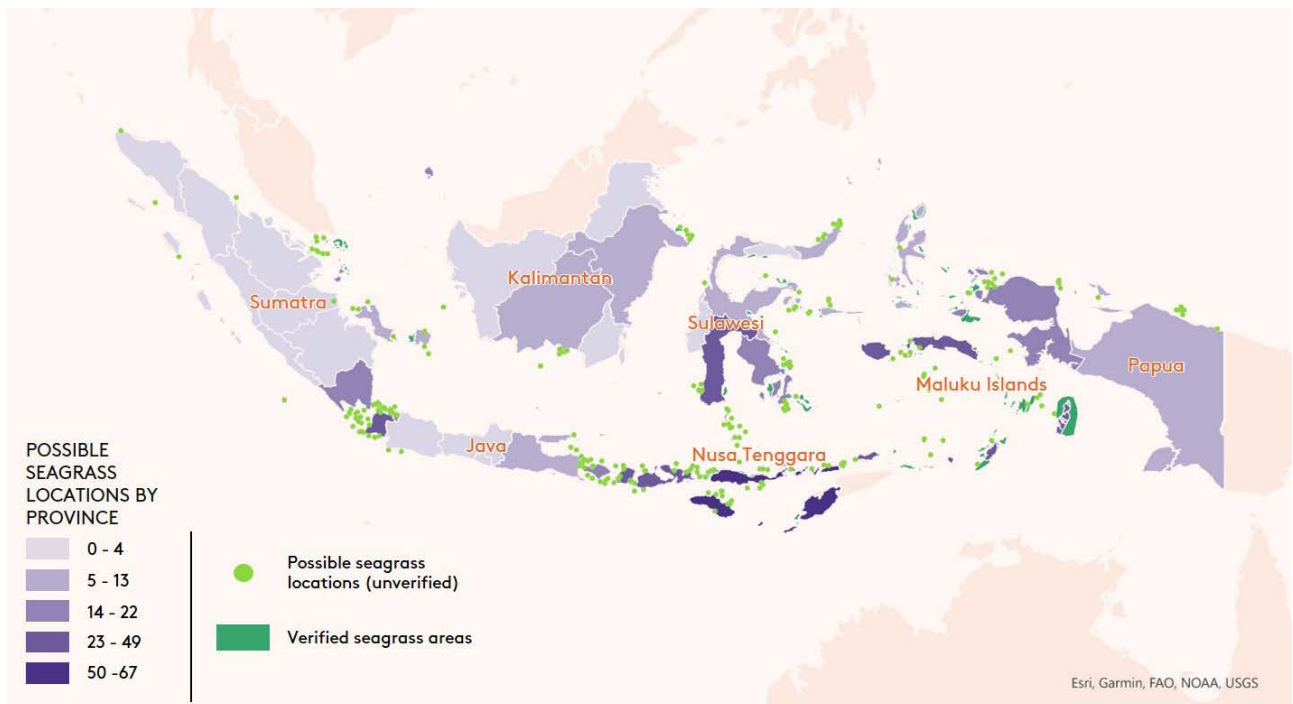 Kalimantan
Sumatra
Sulawesi
Papua
Maluku Islands
Java
Nusa Tenggara
POSSIBLE
SEAGRASS
LOCATIONS BY
PROVINCE
0 - 4
5 - 13
14 - 22
23 - 49
50 -67
Possible seagrass
locations (unverified)
Verified seagrass areas
Esri, Garmin, FAO, NOAA, USGS